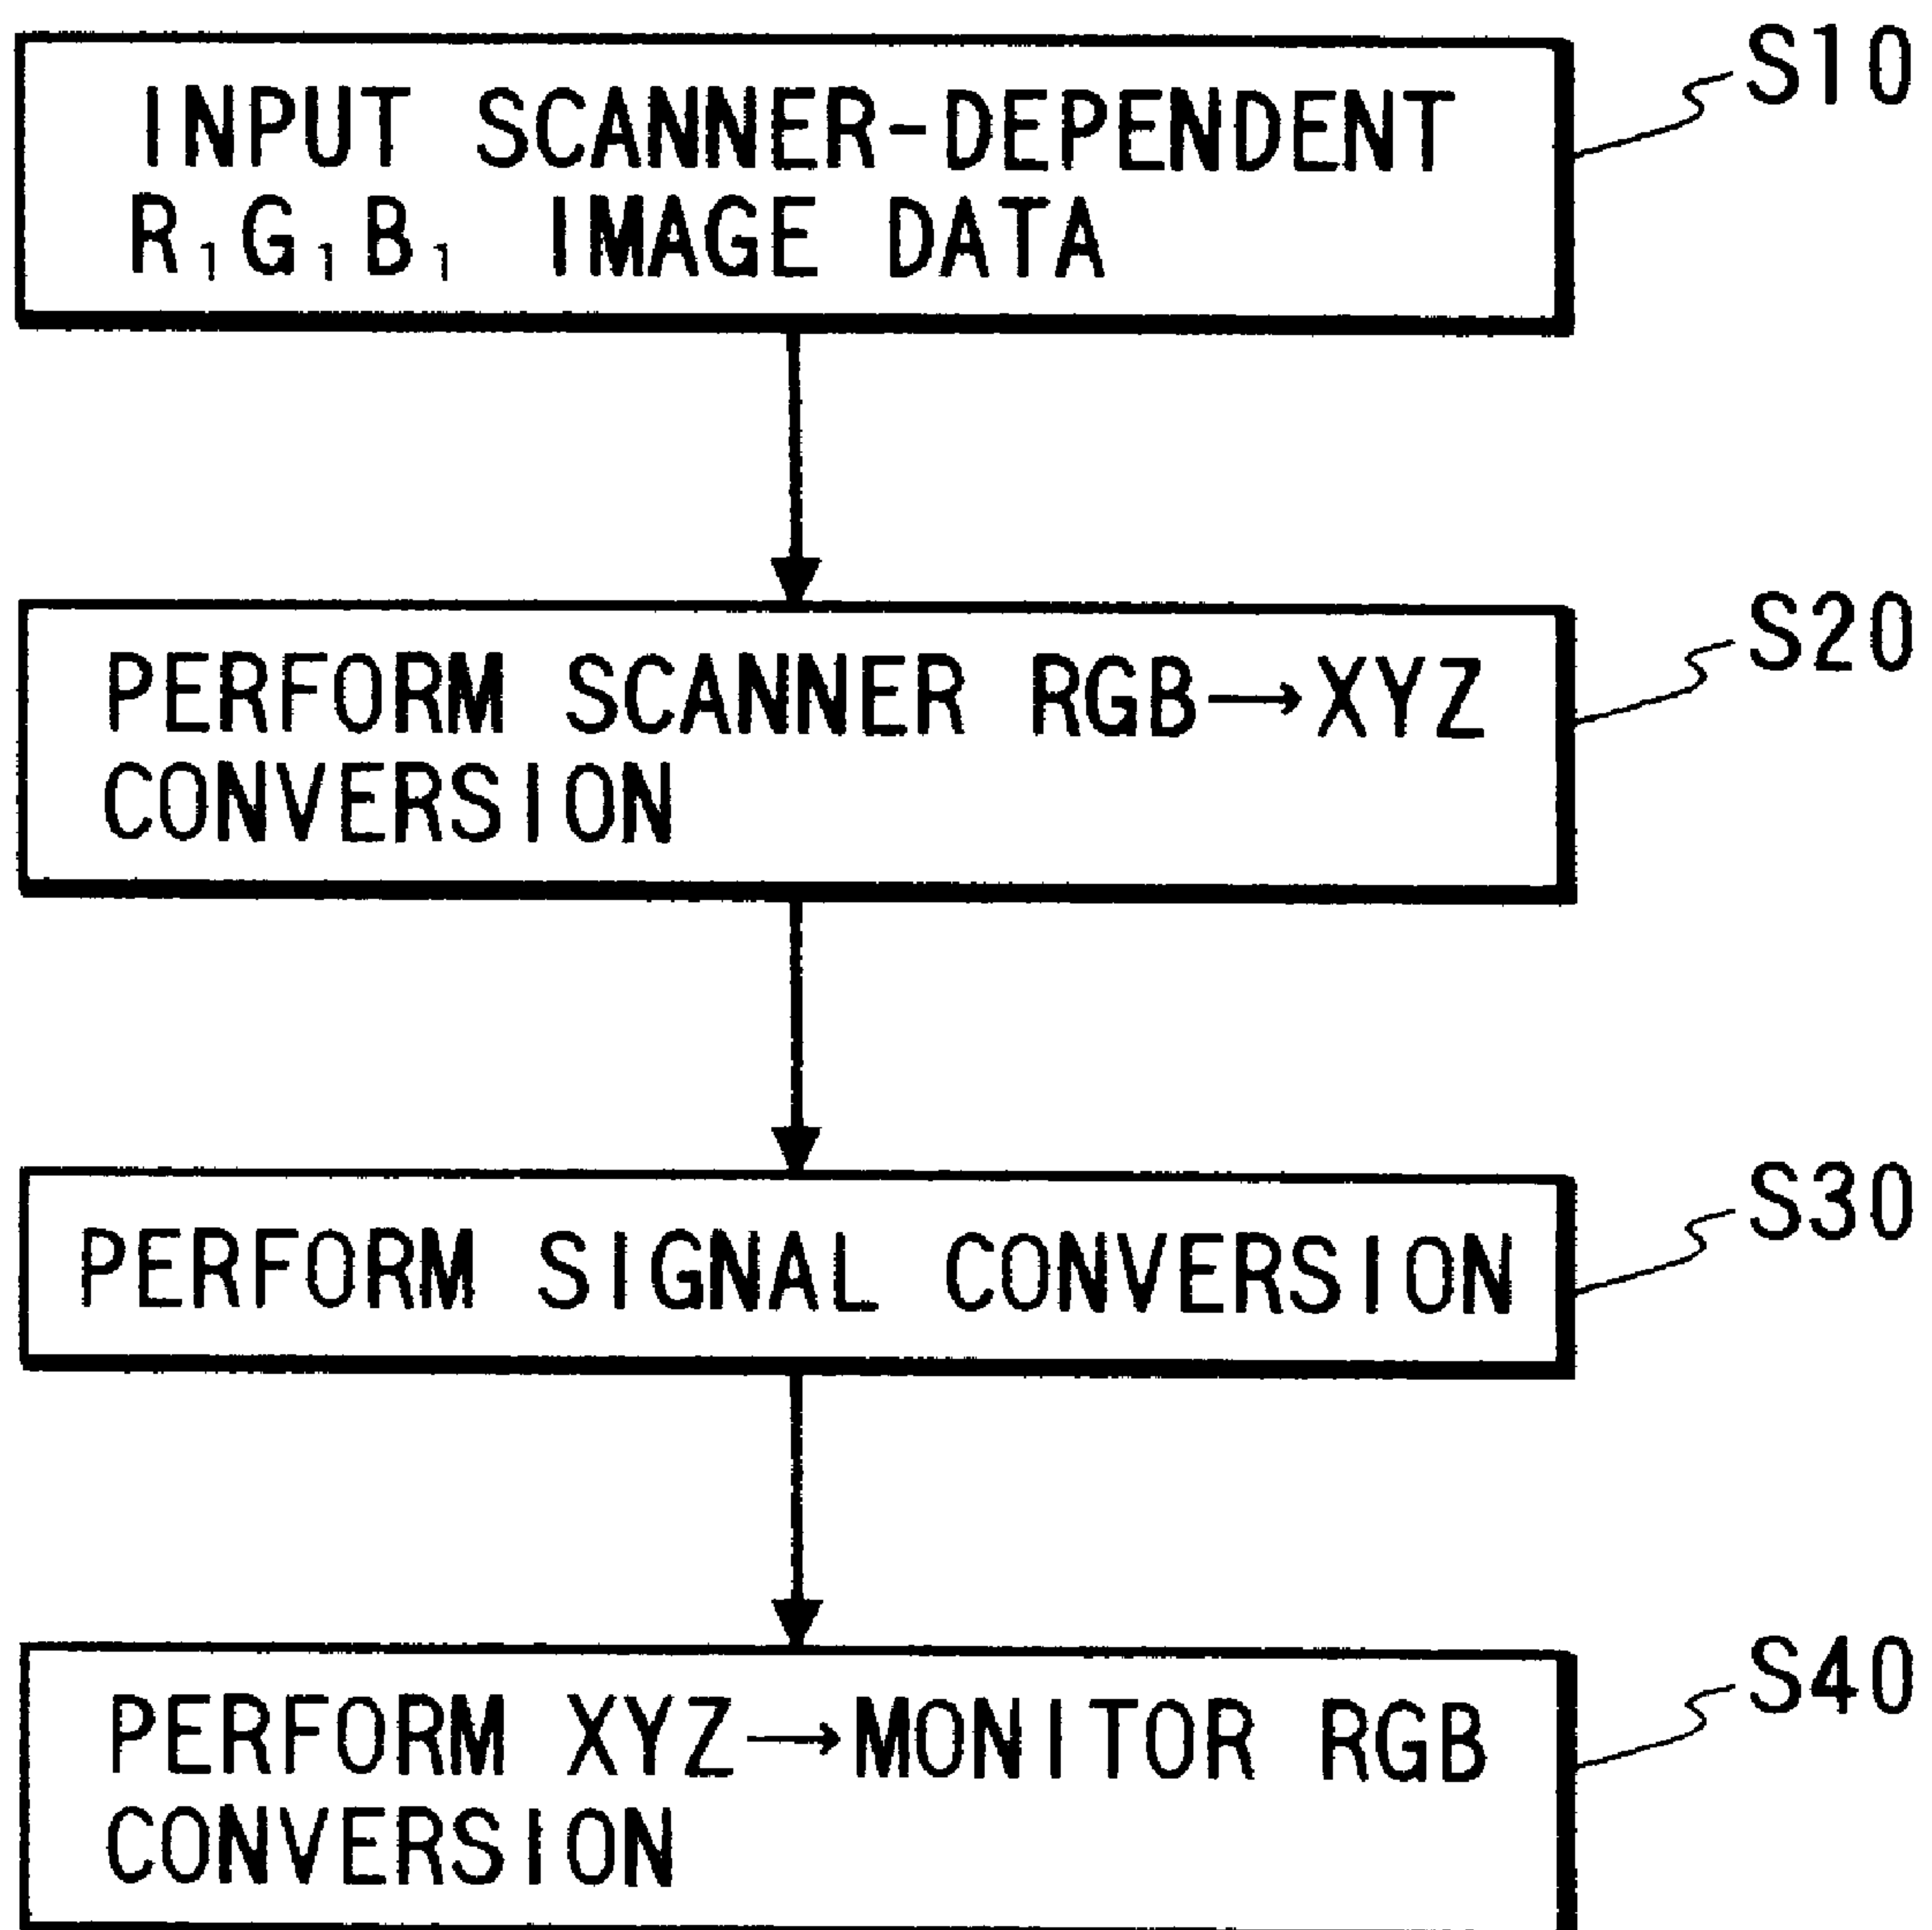 S10
INPUT SCANNER-DEPENDENT
R₁G₁B₁ IMAGE DATA
S20
PERFORM SCANNER RGB→XYZ
CONVERSION
S30
PERFORM SIGNAL CONVERSION
S40
PERFORM XYZ→MONITOR RGB
CONVERSION